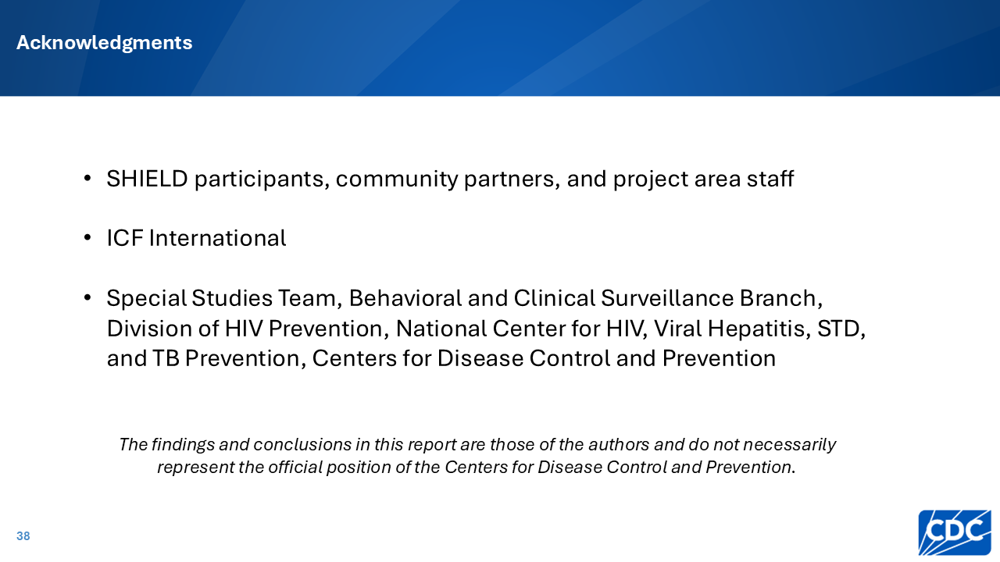 Acknowledgments
• SHIELD participants, community partners, and project area staff
• ICF International
• Special Studies Team, Behavioral and Clinical Surveillance Branch,
Division of HIV Prevention, National Center for HIV, Viral Hepatitis, STD,
and TB Prevention, Centers for Disease Control and Prevention
The findings and conclusions in this report are those of the authors and do not necessarily
represent the official position of the Centers for Disease Control and Prevention.
38
CDC